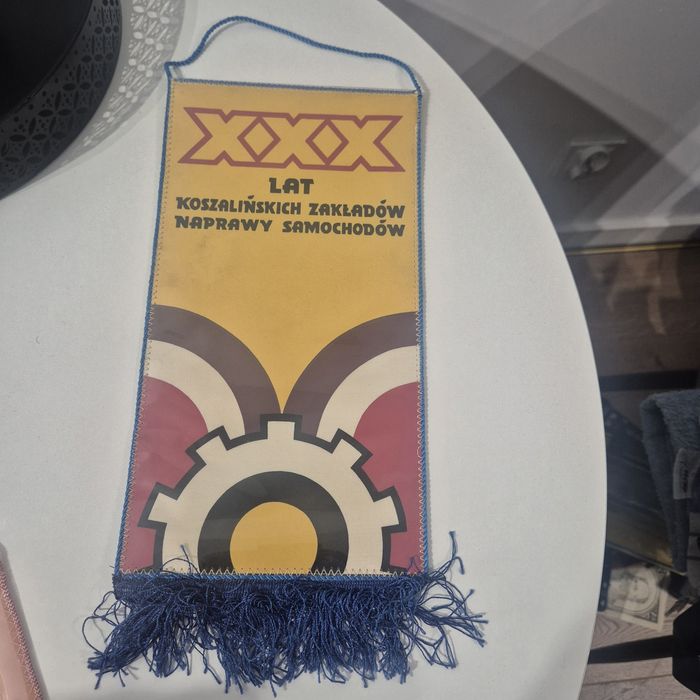 XXX
LAT
KOSZALIŃSKICH ZAKŁADÓW
NAPRAWY SAMOCHODÓW